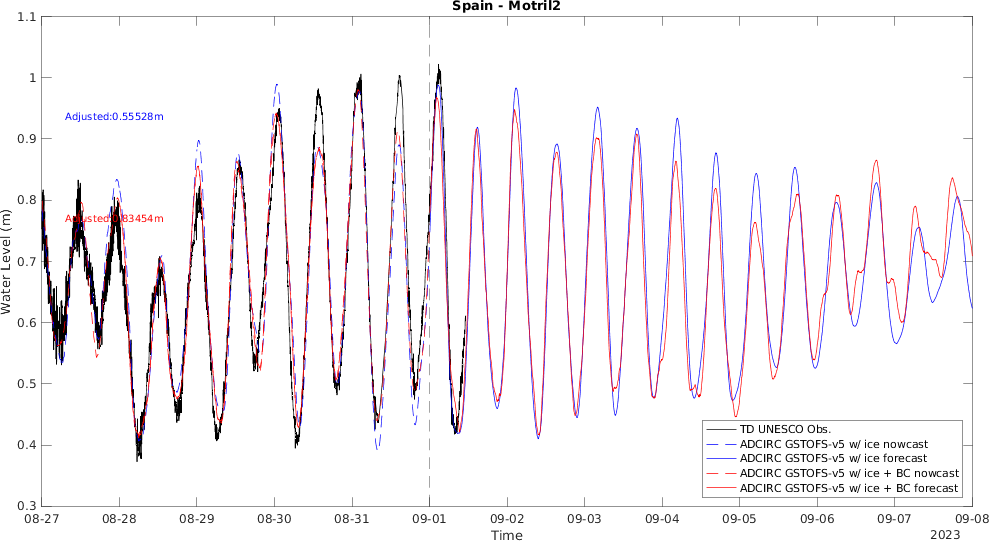 Spain - Motril2
Water Level (m)
1.1
1
0.9
0.8
0.7
0.6
0.5
0.4
0.3
Adjusted:0.55528m
TD UNESCO Obs.
ADCIRC GSTOFS-v5 w/ ice nowcast
ADCIRC GSTOFS-v5 w/ ice forecast
ADCIRC GSTOFS-v5 w/ ice + BC nowcast
ADCIRC GSTOFS-v5 w/ ice + BC forecast
08-27 08-28 08-29 08-30 08-31 09-01 09-02 09-03 09-04 09-05 09-06 09-07 09-08
Time 2023